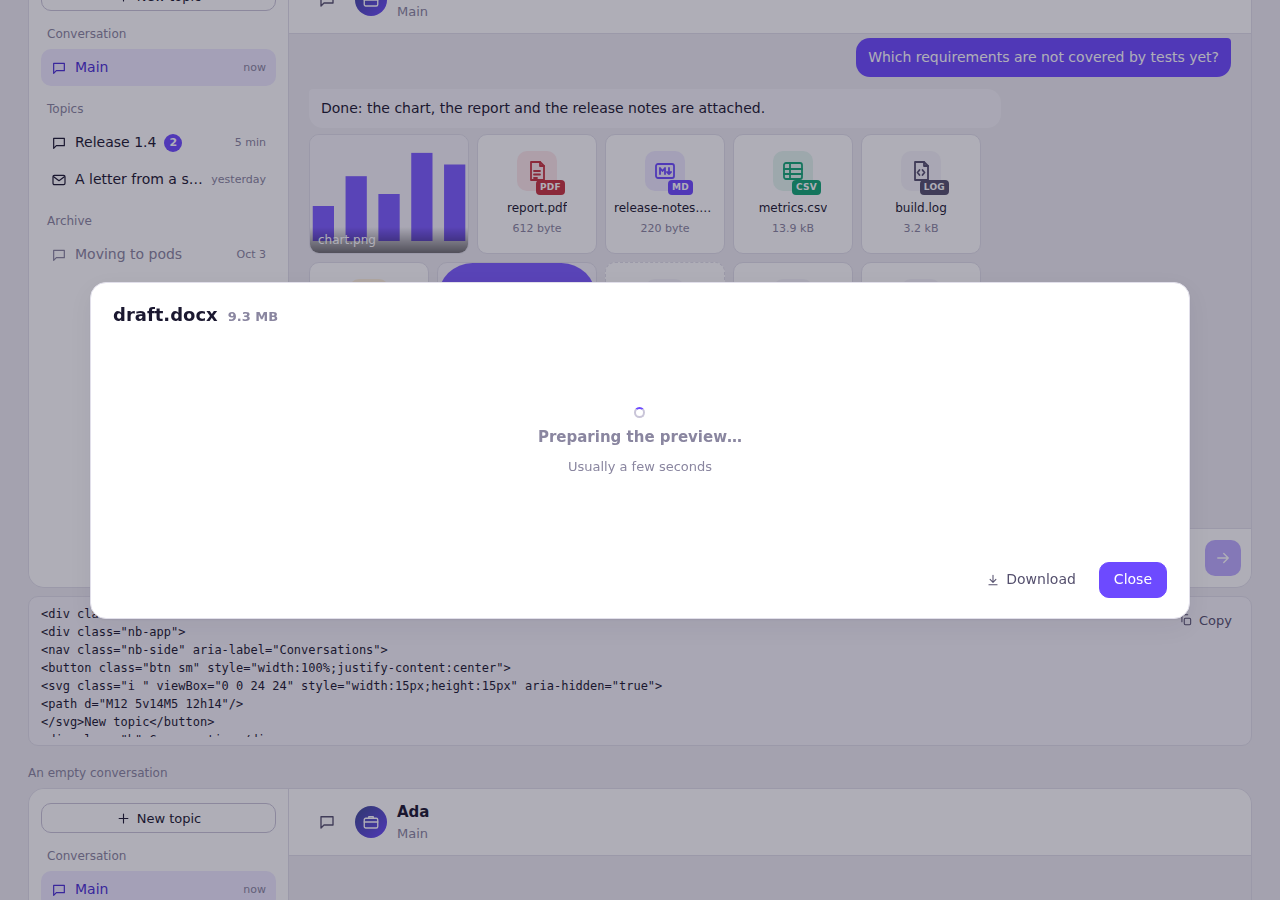 Conversation
Main
now
Topics
Release 1.4
2
5 min
A letter from a s...
yesterday
Archive
Moving to pods
Oct 3
Main
Which requirements are not covered by tests yet?
Done: the chart, the report and the release notes are attached.
chart.png
PDF
report.pdf
612 byte
MD
release-notes....
220 byte
CSV
metrics.csv
13.9 kB
LOG
build.log
3.2 kB
draft.docx 9.3 MB
Preparing the preview...
Usually a few seconds
Download
Close
Copy
<div cla
<div class="nb-app">
<nav class="nb-side" aria-label="Conversations">
<button class="btn sm" style="width:100%;justify-content:center">
<svg class="i " viewBox="0 0 24 24" style="width:15px;height:15px" aria-hidden="true">
<path d="M12 5v14M5 12h14"/>
</svg>New topic</button>
An empty conversation
New topic
Conversation
Main
now
Ada
Main